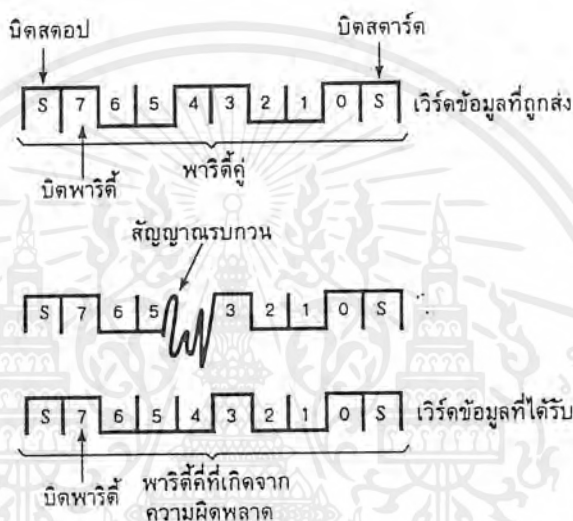 บิตสตอป บิตสตาร์ต
S 7 6 5 4 3 2 1 0 S เวิร์ดข้อมูลที่ถูกส่ง
บิตพาริตี้ พาริตี้คู่
สัญญาณรบกวน
S 7 6 5 3 2 1 0 S
S 7 6 5 4 3 2 1 0 S เวิร์ดข้อมูลที่ได้รับ
บิตพาริตี้ พาริตี้คี่ที่เกิดจาก
ความผิดพลาด